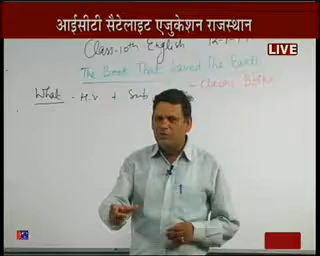 आईसीटी सैटेलाइट एजुकेशन राजस्थान
LIVE
Class-10th English
The Book That Saved the Earth
What - H.V + Sub